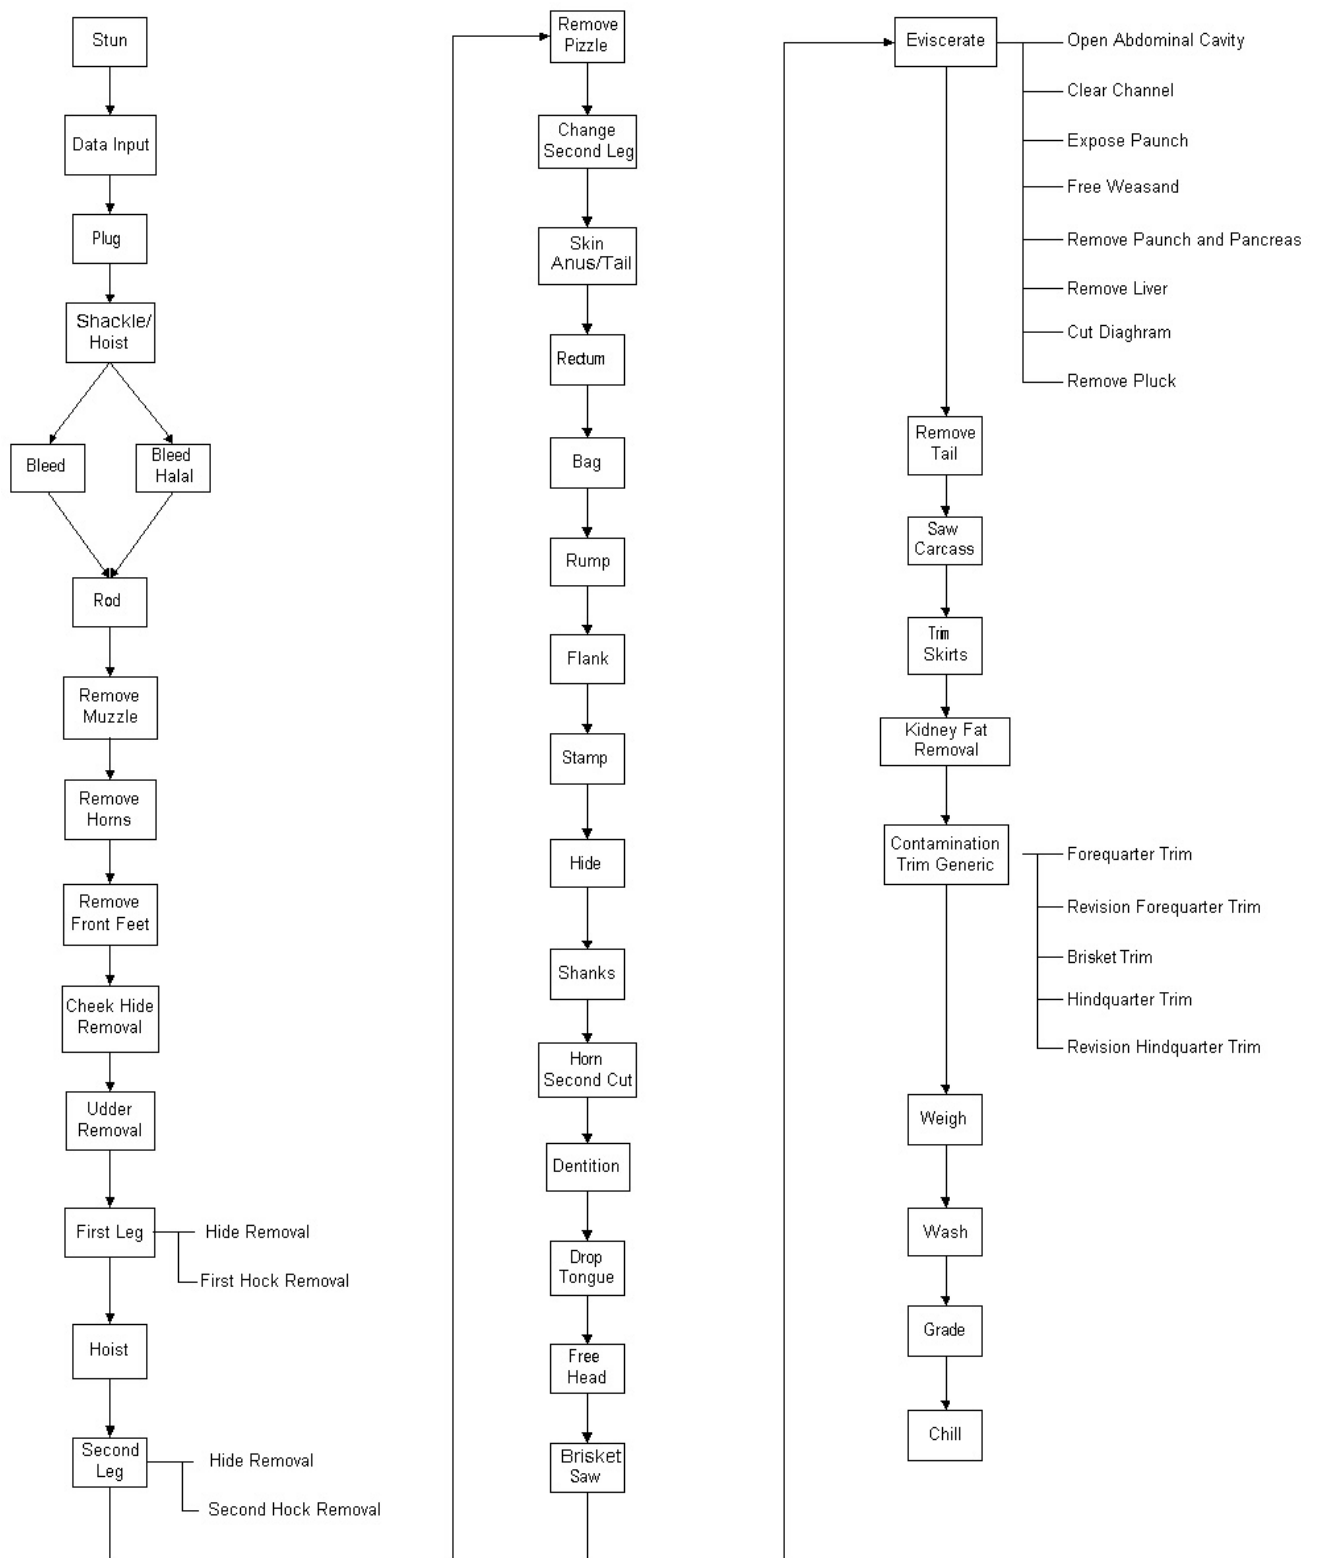 Stun
Data Input
Plug
Shackle/
Hoist
Bleed
Bleed
Halal
Rod
Remove
Muzzle
Remove
Horns
Remove
Front Feet
Cheek Hide
Removal
Udder
Removal
First Leg
Hide Removal
First Hock Removal
Hoist
Second
Leg
Hide Removal
Second Hock Removal
Remove
Pizzle
Change
Second Leg
Skin
Anus/Tail
Rectum
Bag
Rump
Flank
Stamp
Hide
Shanks
Horn
Second Cut
Dentition
Drop
Tongue
Free
Head
Brisket
Saw
Eviscerate
Open Abdominal Cavity
Clear Channel
Expose Paunch
Free Weasand
Remove Paunch and Pancreas
Remove Liver
Cut Diaghram
Remove Pluck
Remove
Tail
Saw
Carcass
Trim
Skirts
Kidney Fat
Removal
Contamination
Trim Generic
Forequarter Trim
Revision Forequarter Trim
Brisket Trim
Hindquarter Trim
Revision Hindquarter Trim
Weigh
Wash
Grade
Chill